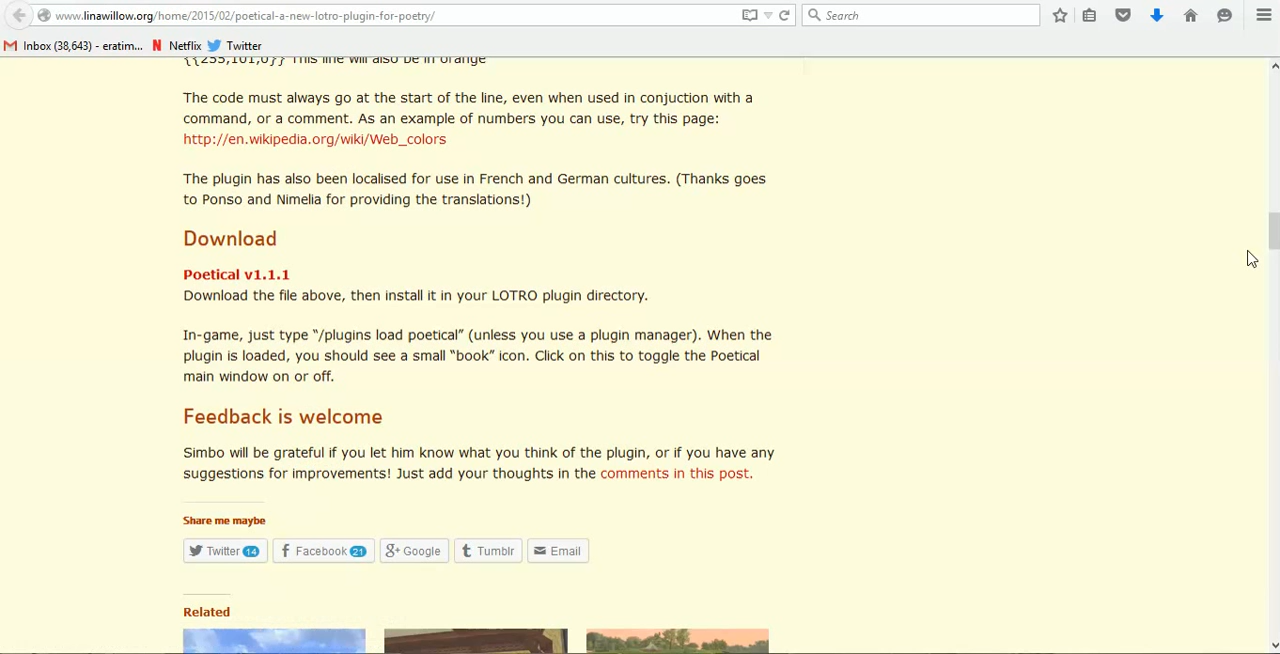 www.linawillow.org/home/2015/02/poetical-a-new-lotro-plugin-for-poetry/
Search
Inbox (38,643) - eratim...
Netflix
Twitter
{{255,101,0}} This line will also be in orange
The code must always go at the start of the line, even when used in conjuction with a
command, or a comment. As an example of numbers you can use, try this page:
http://en.wikipedia.org/wiki/Web_colors
The plugin has also been localised for use in French and German cultures. (Thanks goes
to Ponso and Nimelia for providing the translations!)
Download
Poetical v1.1.1
Download the file above, then install it in your LOTRO plugin directory.
In-game, just type “/plugins load poetical” (unless you use a plugin manager). When the
plugin is loaded, you should see a small “book” icon. Click on this to toggle the Poetical
main window on or off.
Feedback is welcome
Simbo will be grateful if you let him know what you think of the plugin, or if you have any
suggestions for improvements! Just add your thoughts in the comments in this post.
Share me maybe
Twitter 14
Facebook 21
Google
Tumblr
Email
Related